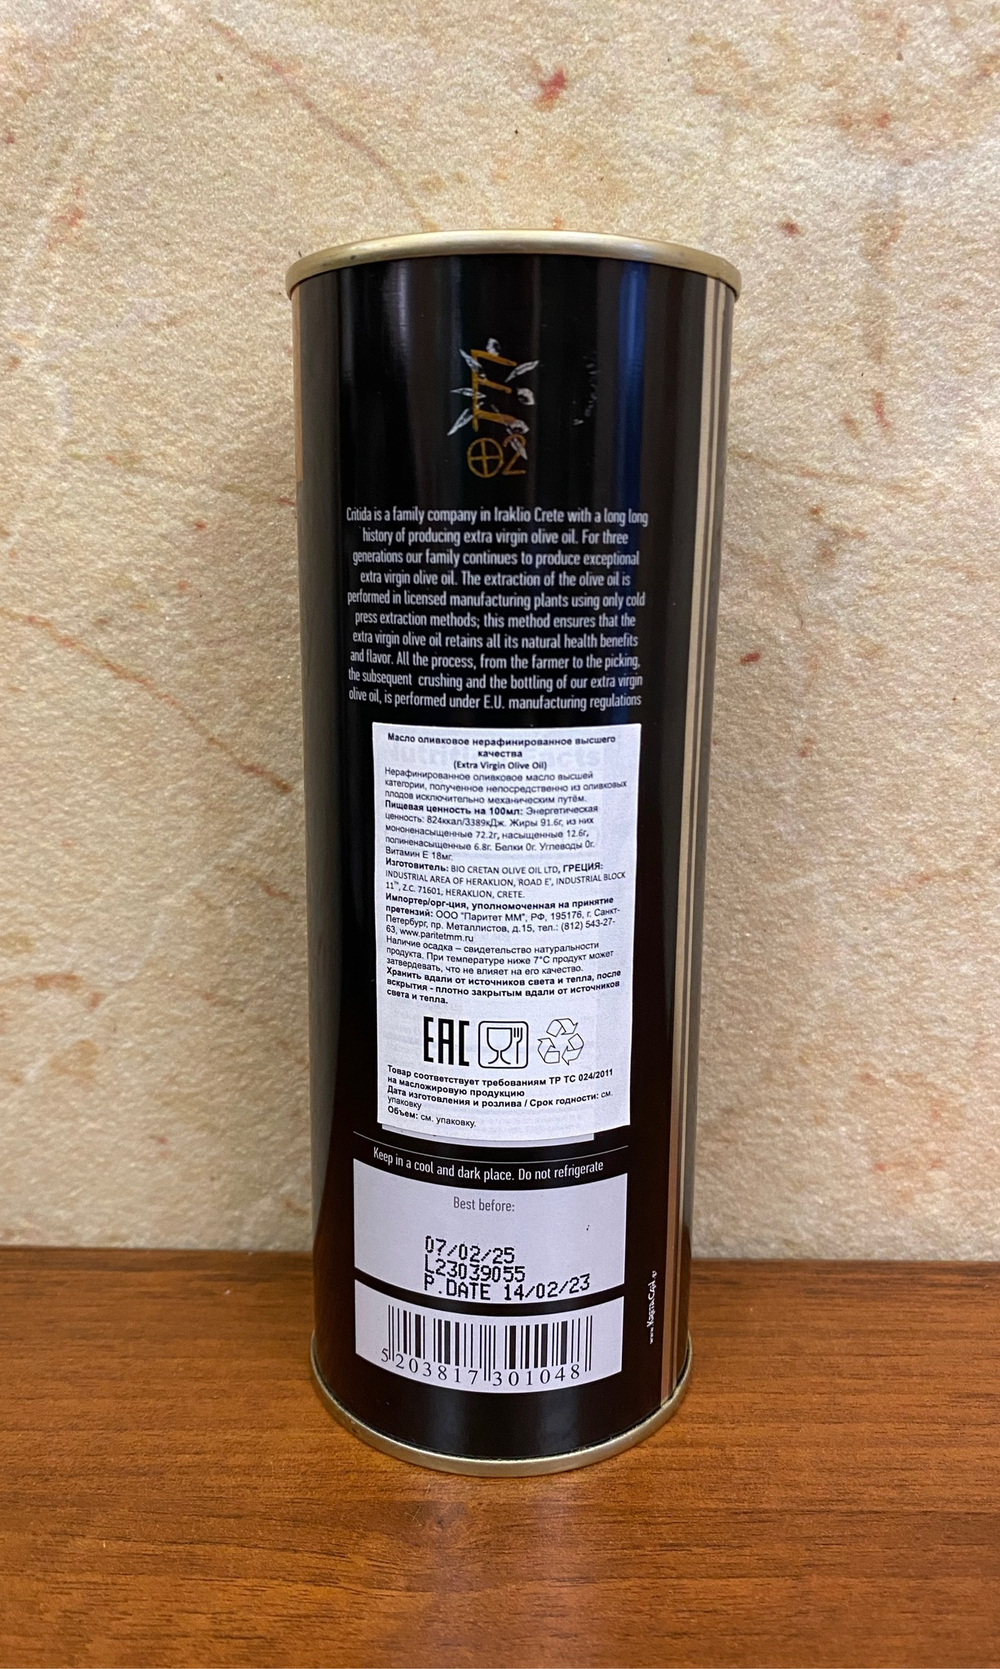 Critida is a family company in Iraklio Crete with a long long
history of producing extra virgin olive oil. For three
generations our family continues to produce exceptional
extra virgin olive oil. The extraction of the olive oil is
performed in licensed manufacturing plants using only cold
press extraction methods; this method ensures that the
extra virgin olive oil retains all its natural health benefits
and flavor. All the process, from the farmer to the picking,
the subsequent crushing and the bottling of our extra virgin
olive oil, is performed under E.U. manufacturing regulations
Масло оливковое нерафинированное высшего
качества
(Extra Virgin Olive Oil)
Нерафинированное оливковое масло высшей
категории, полученное непосредственно из оливковых
плодов исключительно механическим путём.
Пищевая ценность на 100мл: Энергетическая
ценность: 824ккал/3389кДж. Жиры 91.6г, из них
мононенасыщенные 72.2г, насыщенные 12.6г,
полиненасыщенные 6.8г. Белки 0г. Углеводы 0г.
Витамин Е 18мг.
Изготовитель: BIO CRETAN OLIVE OIL LTD, ГРЕЦИЯ:
INDUSTRIAL AREA OF HERAKLION, 'ROAD E', INDUSTRIAL BLOCK
11", Z.C. 71601, HERAKLION, CRETE.
Импортер/орг-ция, уполномоченная на принятие
претензий: ООО "Паритет ММ", РФ, 195176, г. Санкт-
Петербург, пр. Металлистов, д.15, тел.: (812) 543-27-
63, www.paritetmm.ru
Наличие осадка – свидетельство натуральности
продукта. При температуре ниже 7°С продукт может
затвердевать, что не влияет на его качество.
Хранить вдали от источников света и тепла, после
вскрытия - плотно закрытым вдали от источников
света и тепла.
EAC
Товар соответствует требованиям ТР ТС 024/2011
на масложировую продукцию
Дата изготовления и розлива / Срок годности: см.
упаковку
Объем: см. упаковку.
Keep in a cool and dark place. Do not refrigerate
Best before:
07/02/25
L23039055
P.DATE 14/02/23
5 203817 301048